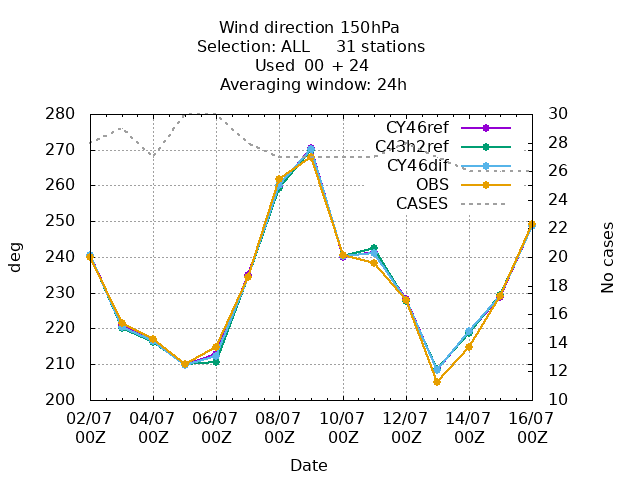 Wind direction 150hPa
Selection: ALL 31 stations
Used 00 + 24
Averaging window: 24h
280
270
260
250
240
230
220
210
200
deg
30
28
26
24
22
20
18
16
14
12
10
No cases
CY46ref
C43h2_ref
CY46dif
OBS
CASES
02/07 04/07 06/07 08/07 10/07 12/07 14/07 16/07
00Z 00Z 00Z 00Z 00Z 00Z 00Z 00Z
Date